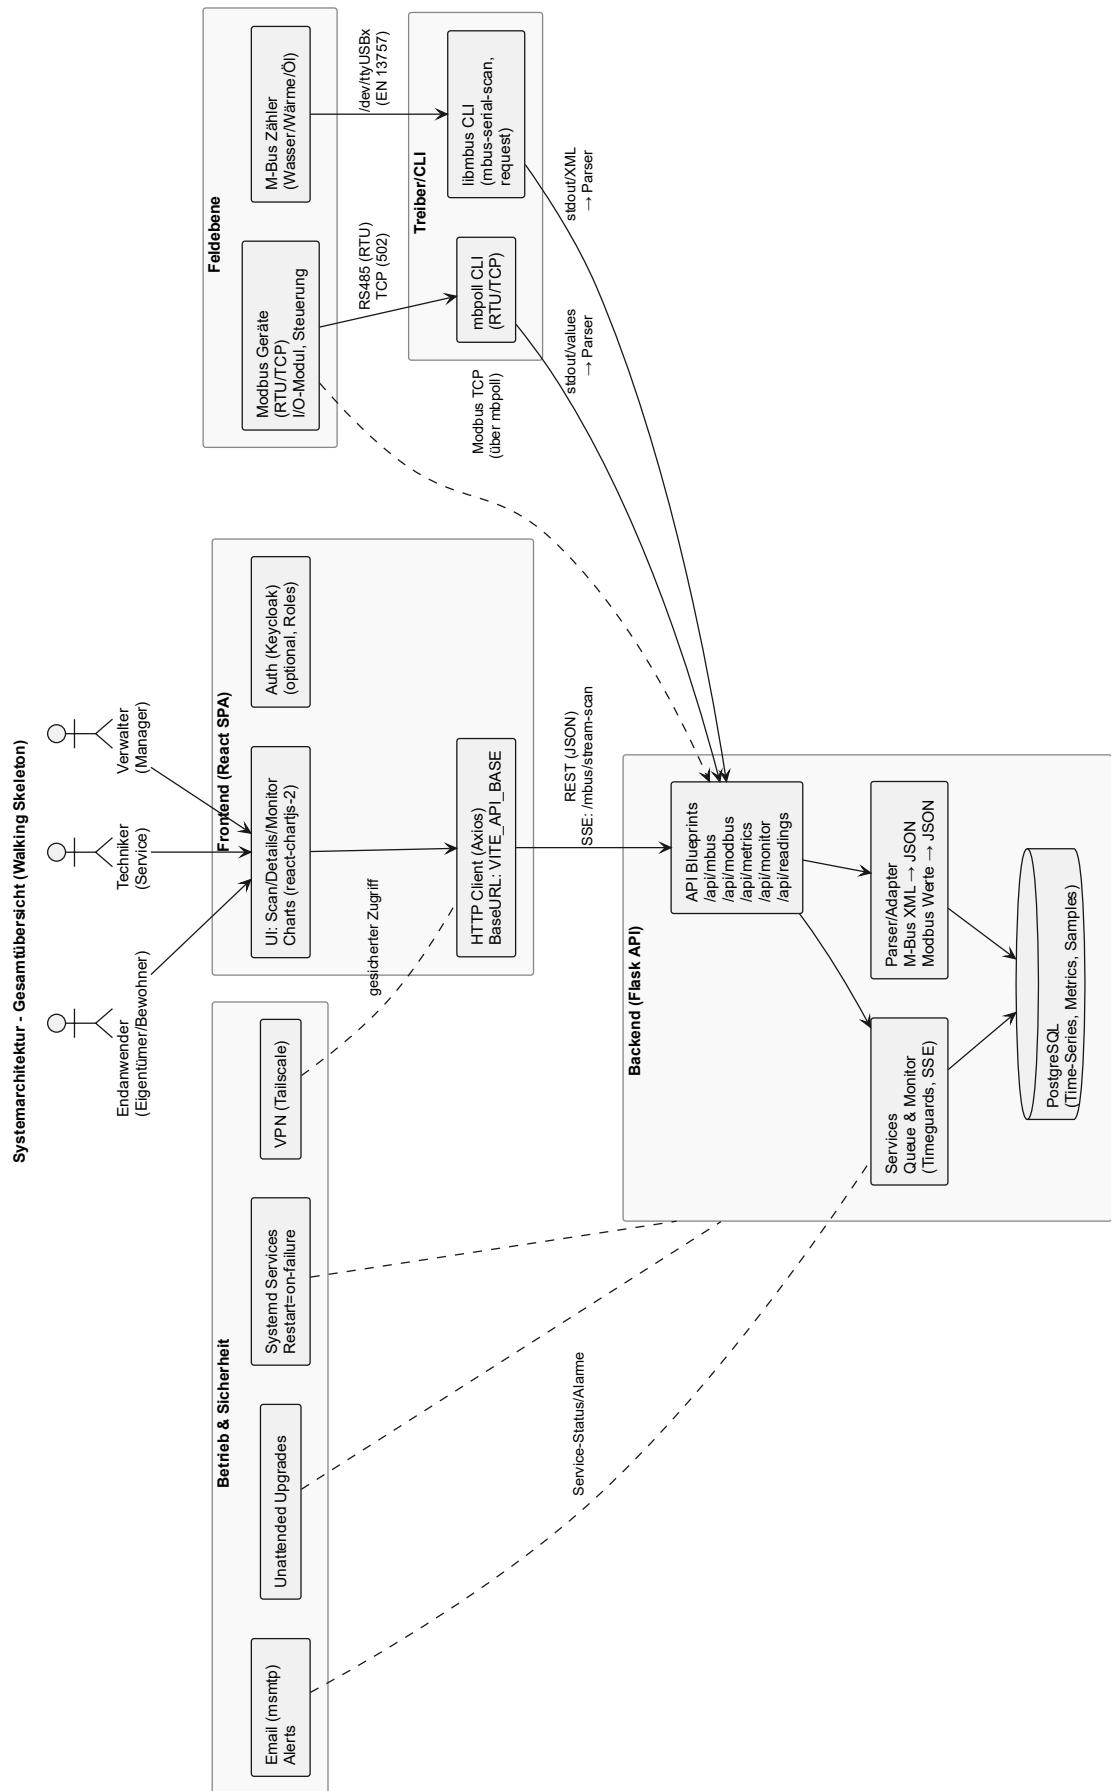 Systemarchitektur - Gesamtübersicht (Walking Skeleton)
Endanwender
(Eigentümer/Bewohner)
Techniker
(Service)
Verwalter
(Manager)
Betrieb & Sicherheit
Email (msmtp)
Alerts
Unattended Upgrades
Systemd Services
Restart=on-failure
VPN (Tailscale)
Frontend (React SPA)
UI: Scan/Details/Monitor
Charts (react-chartjs-2)
Auth (Keycloak)
(optional, Roles)
HTTP Client (Axios)
BaseURL: VITE_API_BASE
Feldebene
Modbus Geräte
(RTU/TCP)
I/O-Modul, Steuerung
M-Bus Zähler
(Wasser/Wärme/Öl)
RS485 (RTU)
TCP (502)
/dev/ttyUSBx
(EN 13757)
Treiber/CLI
mbpoll CLI
(RTU/TCP)
libmbus CLI
(mbus-serial-scan,
request)
gesicherter Zugriff
Modbus TCP
(über mbpoll)
stdout/values
→ Parser
stdout/XML
→ Parser
Service-Status/Alarme
REST (JSON)
SSE: /mbus/stream-scan
Backend (Flask API)
API Blueprints
/api/mbus
/api/modbus
/api/metrics
/api/monitor
/api/readings
Services
Queue & Monitor
(Timeguards, SSE)
Parser/Adapter
M-Bus XML → JSON
Modbus Werte → JSON
PostgreSQL
(Time-Series, Metrics, Samples)